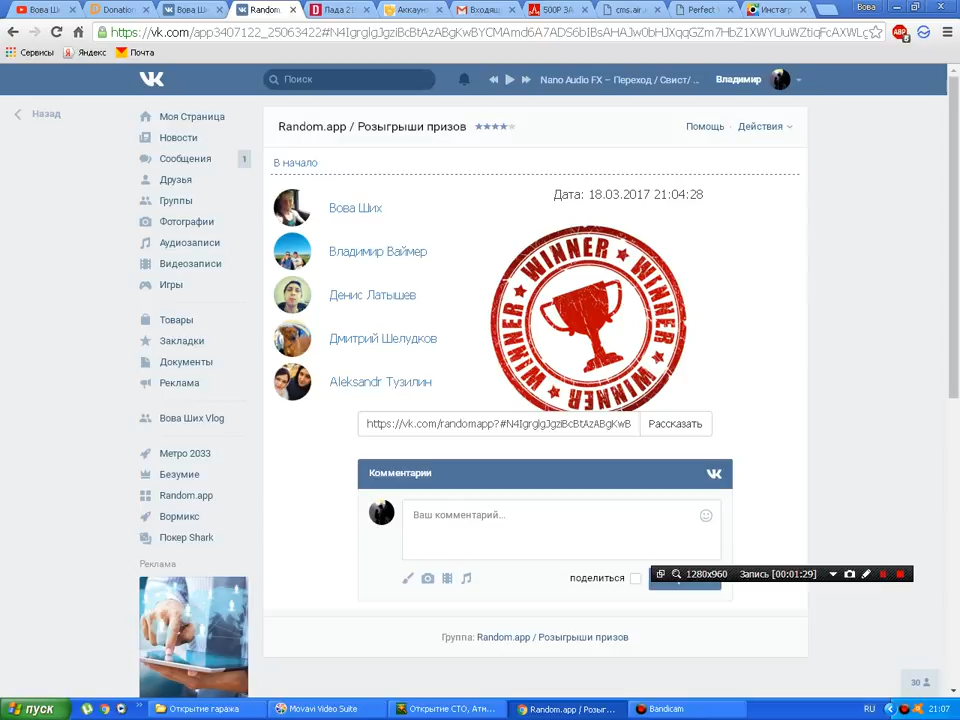 Вова Ших
Donation
Вова Ших
Random.
Лада 21
Аккаун
Входящ
500Р ЗА
cms.air.
Perfect
Инстаг
Вова
https://vk.com/app3407122_25063422#
Сервисы Яндекс Почта
Поиск
Nano Audio FX – Переход / Свист/ ...
Владимир
Назад
Моя Страница
Новости
Сообщения 1
Друзья
Группы
Фотографии
Аудиозаписи
Видеозаписи
Игры
Товары
Закладки
Документы
Реклама
Вова Ших Vlog
Метро 2033
Безумие
Random.app
Вормикс
Покер Shark
Реклама
Random.app / Розыгрыши призов
Помощь · Действия
В начало
Дата: 18.03.2017 21:04:28
Вова Ших
Владимир Ваймер
Денис Латышев
Дмитрий Шелудков
Aleksandr Тузилин
WINNER
WINNER
WINNER
WINNER
https://vk.com/randomapp?#N4IgrgIgJgziBcBtAzABgKwB
Рассказать
Комментарии
Ваш комментарий...
поделиться
1280x960 Запись [00:01:29]
Группа: Random.app / Розыгрыши призов
30
пуск
Открытие гаража
Movavi Video Suite
Открытие СТО, Атн...
Random.app / Розыг...
Bandicam
RU
21:07